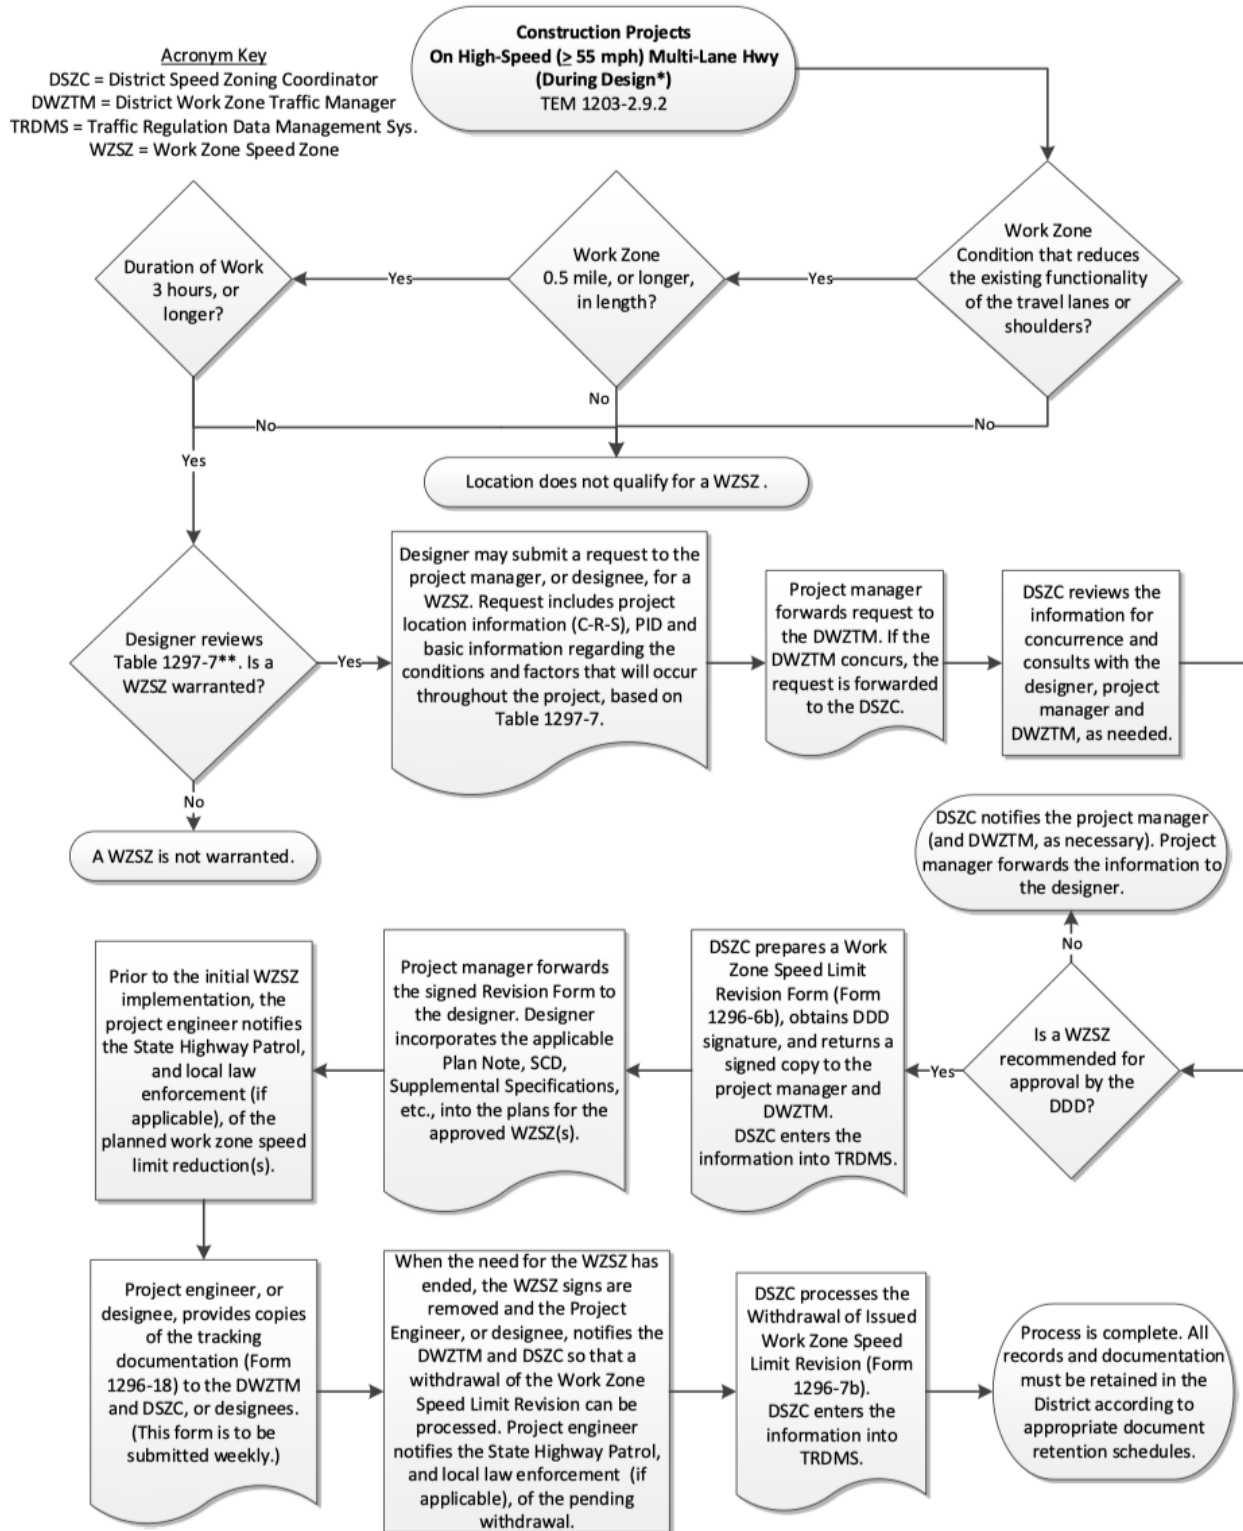 Acronym Key
DSZC = District Speed Zoning Coordinator
DWZTM = District Work Zone Traffic Manager
TRDMS = Traffic Regulation Data Management Sys.
WZSZ = Work Zone Speed Zone
Construction Projects
On High-Speed (≥ 55 mph) Multi-Lane Hwy
(During Design*)
TEM 1203-2.9.2
Work Zone
Condition that reduces
the existing functionality
of the travel lanes or
shoulders?
Yes
No
Work Zone
0.5 mile, or longer,
in length?
Yes
No
Duration of Work
3 hours, or
longer?
No
Yes
Location does not qualify for a WZSZ .
Designer reviews
Table 1297-7**. Is a
WZSZ warranted?
Yes
No
A WZSZ is not warranted.
Designer may submit a request to the
project manager, or designee, for a
WZSZ. Request includes project
location information (C-R-S), PID and
basic information regarding the
conditions and factors that will occur
throughout the project, based on
Table 1297-7.
Project manager
forwards request to
the DWZTM. If the
DWZTM concurs, the
request is forwarded
to the DSZC.
DSZC reviews the
information for
concurrence and
consults with the
designer, project
manager and
DWZTM, as needed.
DSZC notifies the project manager
(and DWZTM, as necessary). Project
manager forwards the information to
the designer.
No
Is a WZSZ
recommended for
approval by the
DDD?
Yes
DSZC prepares a Work
Zone Speed Limit
Revision Form (Form
1296-6b), obtains DDD
signature, and returns a
signed copy to the
project manager and
DWZTM.
DSZC enters the
information into TRDMS.
Project manager forwards
the signed Revision Form to
the designer. Designer
incorporates the applicable
Plan Note, SCD,
Supplemental Specifications,
etc., into the plans for the
approved WZSZ(s).
Prior to the initial WZSZ
implementation, the
project engineer notifies
the State Highway Patrol,
and local law
enforcement (if
applicable), of the
planned work zone speed
limit reduction(s).
Project engineer, or
designee, provides copies
of the tracking
documentation (Form
1296-18) to the DWZTM
and DSZC, or designees.
(This form is to be
submitted weekly.)
When the need for the WZSZ has
ended, the WZSZ signs are
removed and the Project
Engineer, or designee, notifies the
DWZTM and DSZC so that a
withdrawal of the Work Zone
Speed Limit Revision can be
processed. Project engineer
notifies the State Highway Patrol,
and local law enforcement (if
applicable), of the pending
withdrawal.
DSZC processes the
Withdrawal of Issued
Work Zone Speed
Limit Revision (Form
1296-7b).
DSZC enters the
information into
TRDMS.
Process is complete. All
records and documentation
must be retained in the
District according to
appropriate document
retention schedules.